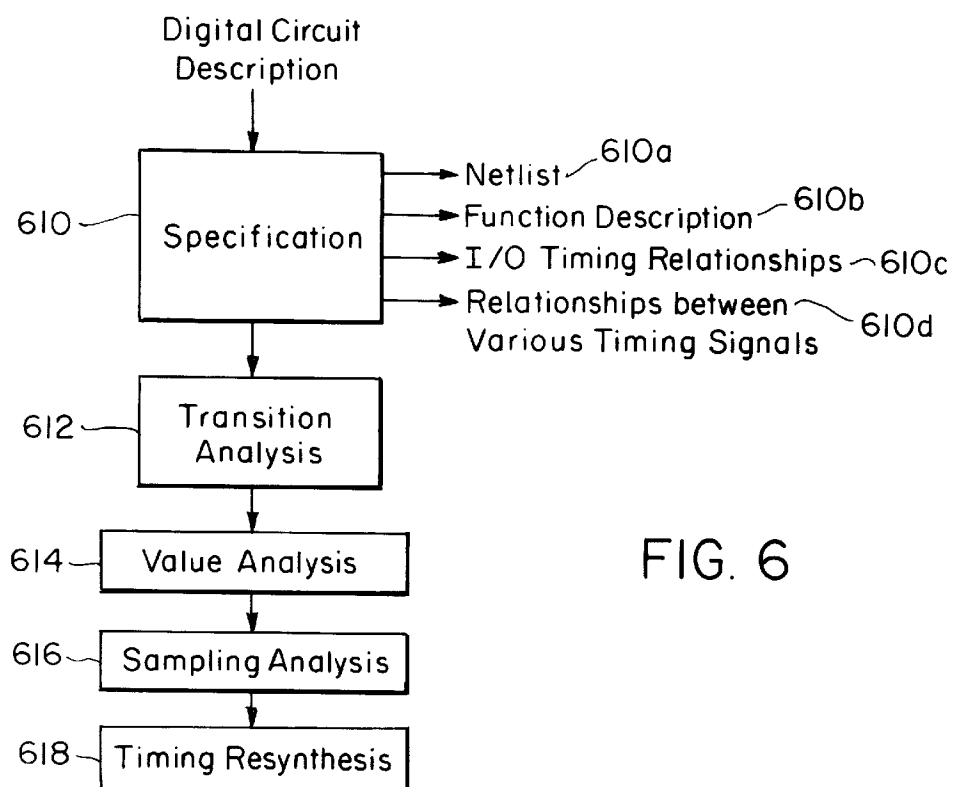 Digital Circuit
Description
610
Specification
Netlist 610a
Function Description 610b
I/O Timing Relationships 610c
Relationships between
Various Timing Signals 610d
612
Transition
Analysis
614
Value Analysis
FIG. 6
616
Sampling Analysis
618
Timing Resynthesis